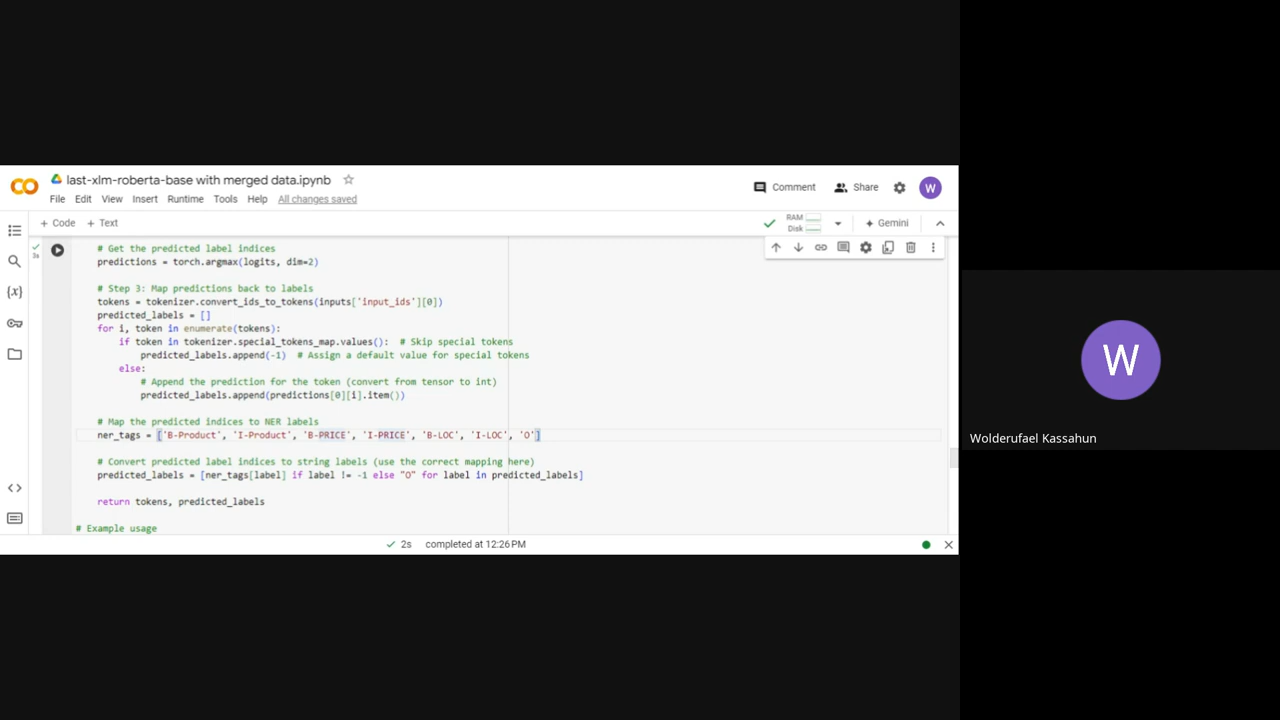 last-xlm-roberta-base with merged data.ipynb
File Edit View Insert Runtime Tools Help All changes saved
Comment Share W
+ Code + Text
RAM
Disk
Gemini
3s
# Get the predicted label indices
predictions = torch.argmax(logits, dim=2)
# Step 3: Map predictions back to labels
tokens = tokenizer.convert_ids_to_tokens(inputs['input_ids'][0])
predicted_labels = []
for i, token in enumerate(tokens):
if token in tokenizer.special_tokens_map.values(): # Skip special tokens
predicted_labels.append(-1) # Assign a default value for special tokens
else:
# Append the prediction for the token (convert from tensor to int)
predicted_labels.append(predictions[0][i].item())
# Map the predicted indices to NER labels
ner_tags = ['B-Product', 'I-Product', 'B-PRICE', 'I-PRICE', 'B-LOC', 'I-LOC', 'O']
# Convert predicted label indices to string labels (use the correct mapping here)
predicted_labels = [ner_tags[label] if label != -1 else "O" for label in predicted_labels]
return tokens, predicted_labels
# Example usage
2s completed at 12:26 PM
W
Wolderufael Kassahun